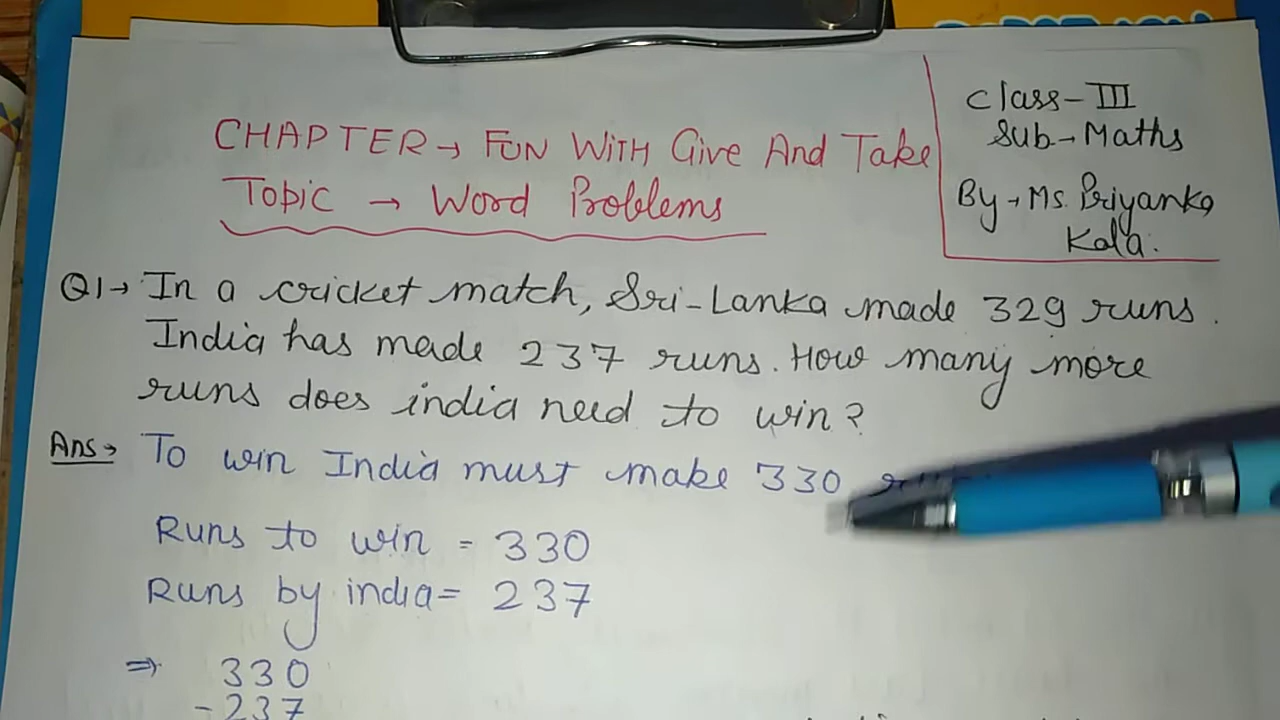 CHAPTER → FUN WITH Give And Take
Topic → Word Problems
Class-III
Sub→Maths
By→Ms. Priyanka
Kala.
Q1→ In a cricket match, Sri-Lanka made 329 runs.
India has made 237 runs. How many more
runs does india need to win?
Ans→ To win India must make 330
Runs to win = 330
Runs by india= 237
⇒ 330
-237